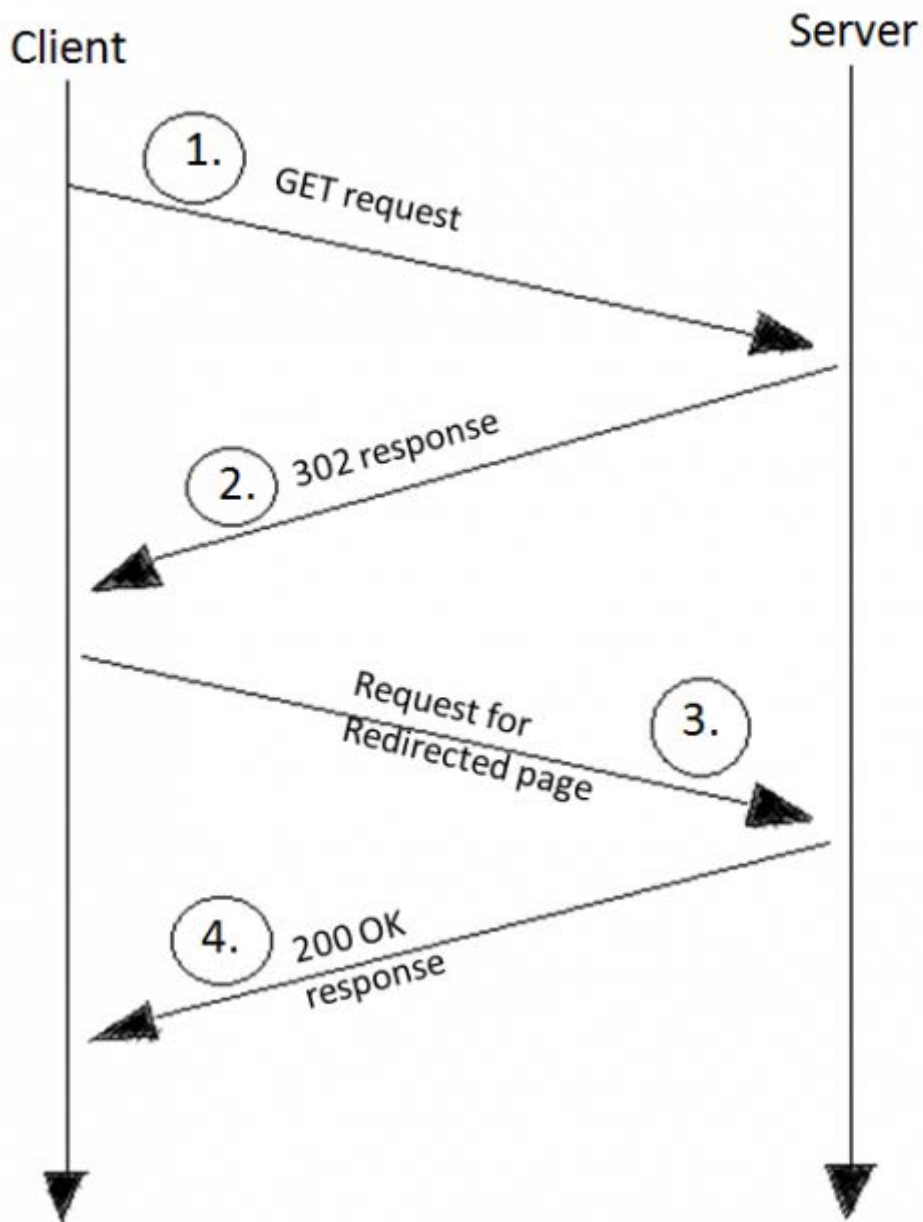 Client
Server
1.
GET request
2.
302 response
Request for
Redirected page
3.
4.
200 OK
response